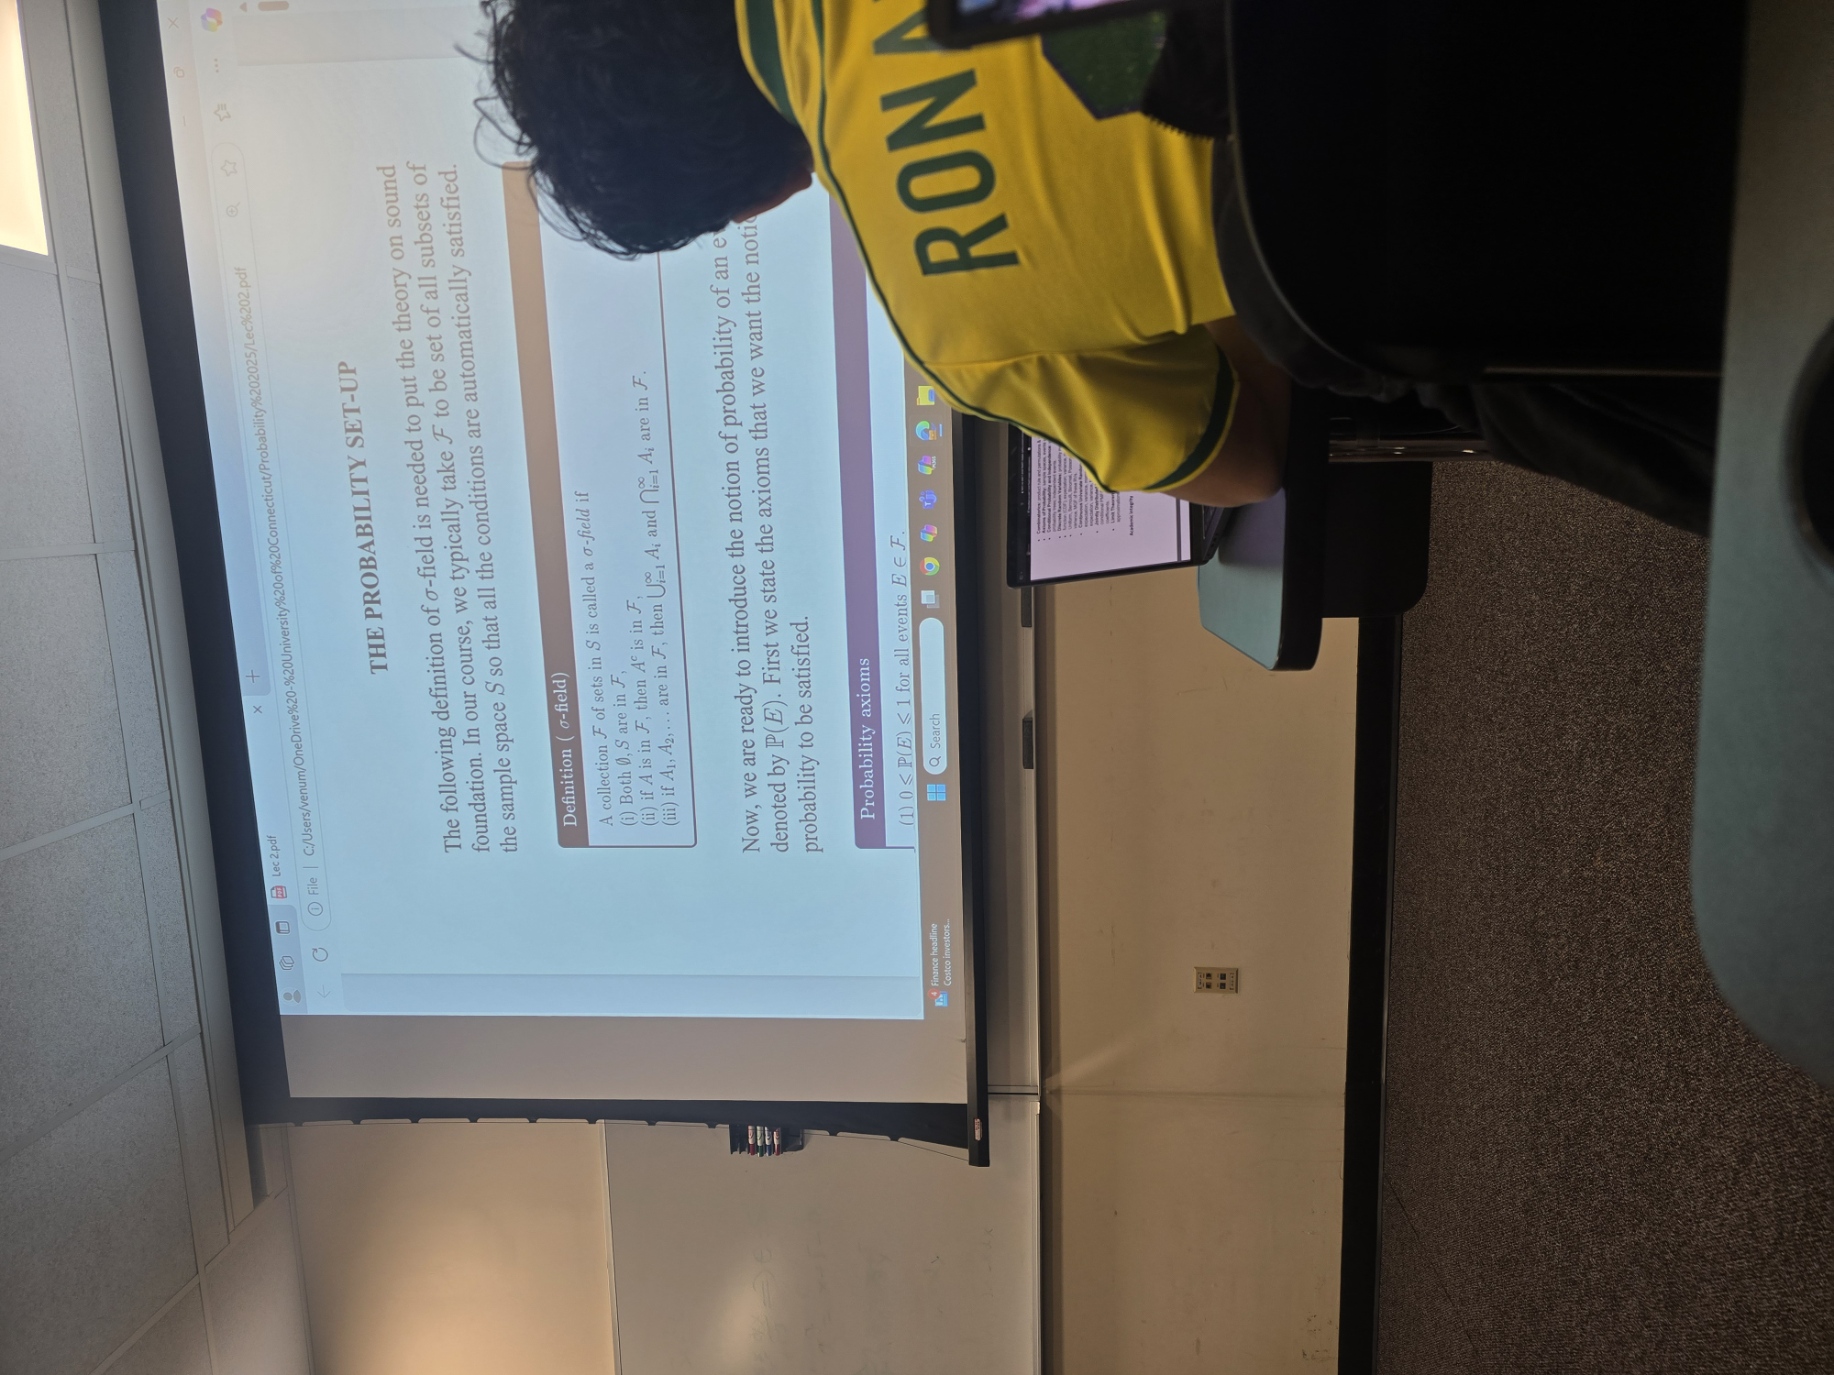 Lec 2.pdf
File | C:/Users/venum/OneDrive%20-%20University%20of%20Connecticut/Probability%202025/Lec%202.pdf
THE PROBABILITY SET-UP
The following definition of σ-field is needed to put the theory on sound
foundation. In our course, we typically take ℱ to be set of all subsets of
the sample space S so that all the conditions are automatically satisfied.
Definition ( σ-field)
A collection ℱ of sets in S is called a σ-field if
(i) Both ∅, S are in ℱ,
(ii) if A is in ℱ, then Aᶜ is in ℱ,
(iii) if A₁, A₂, … are in ℱ, then ⋃_{i=1}^∞ A_i and ⋂_{i=1}^∞ A_i are in ℱ.
Now, we are ready to introduce the notion of probability of an
denoted by ℙ(E). First we state the axioms that we want the
probability to be satisfied.
Probability axioms
(1) 0 ≤ ℙ(E) ≤ 1 for all events E ∈ ℱ.
Finance headline
Costco investors...
Search
RONA
Academic Integrity